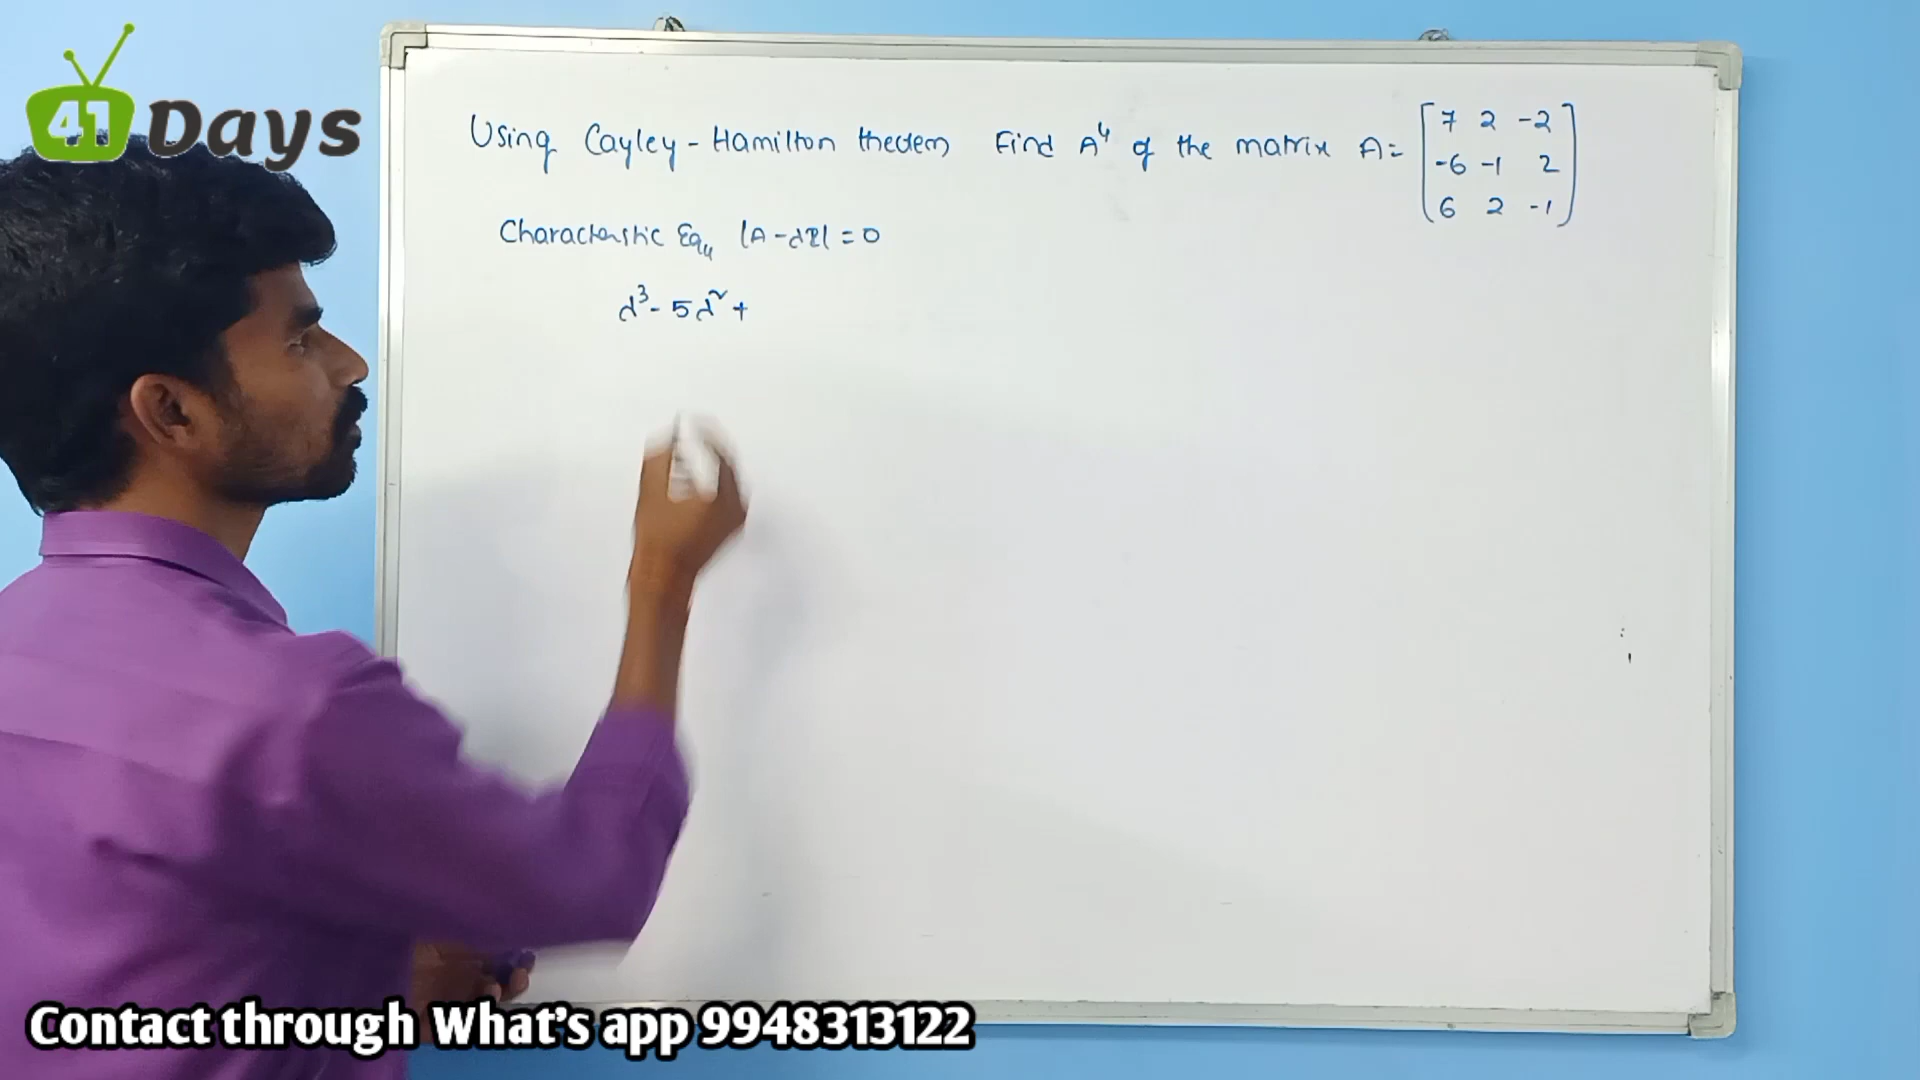 41 Days
Using Cayley-Hamilton theorem Find A⁴ of the matrix A = [7 2 -2
-6 -1 2
6 2 -1]
Characteristic Eq |A-λI| = 0
λ³ - 5λ² +
Contact through What's app 9948313122